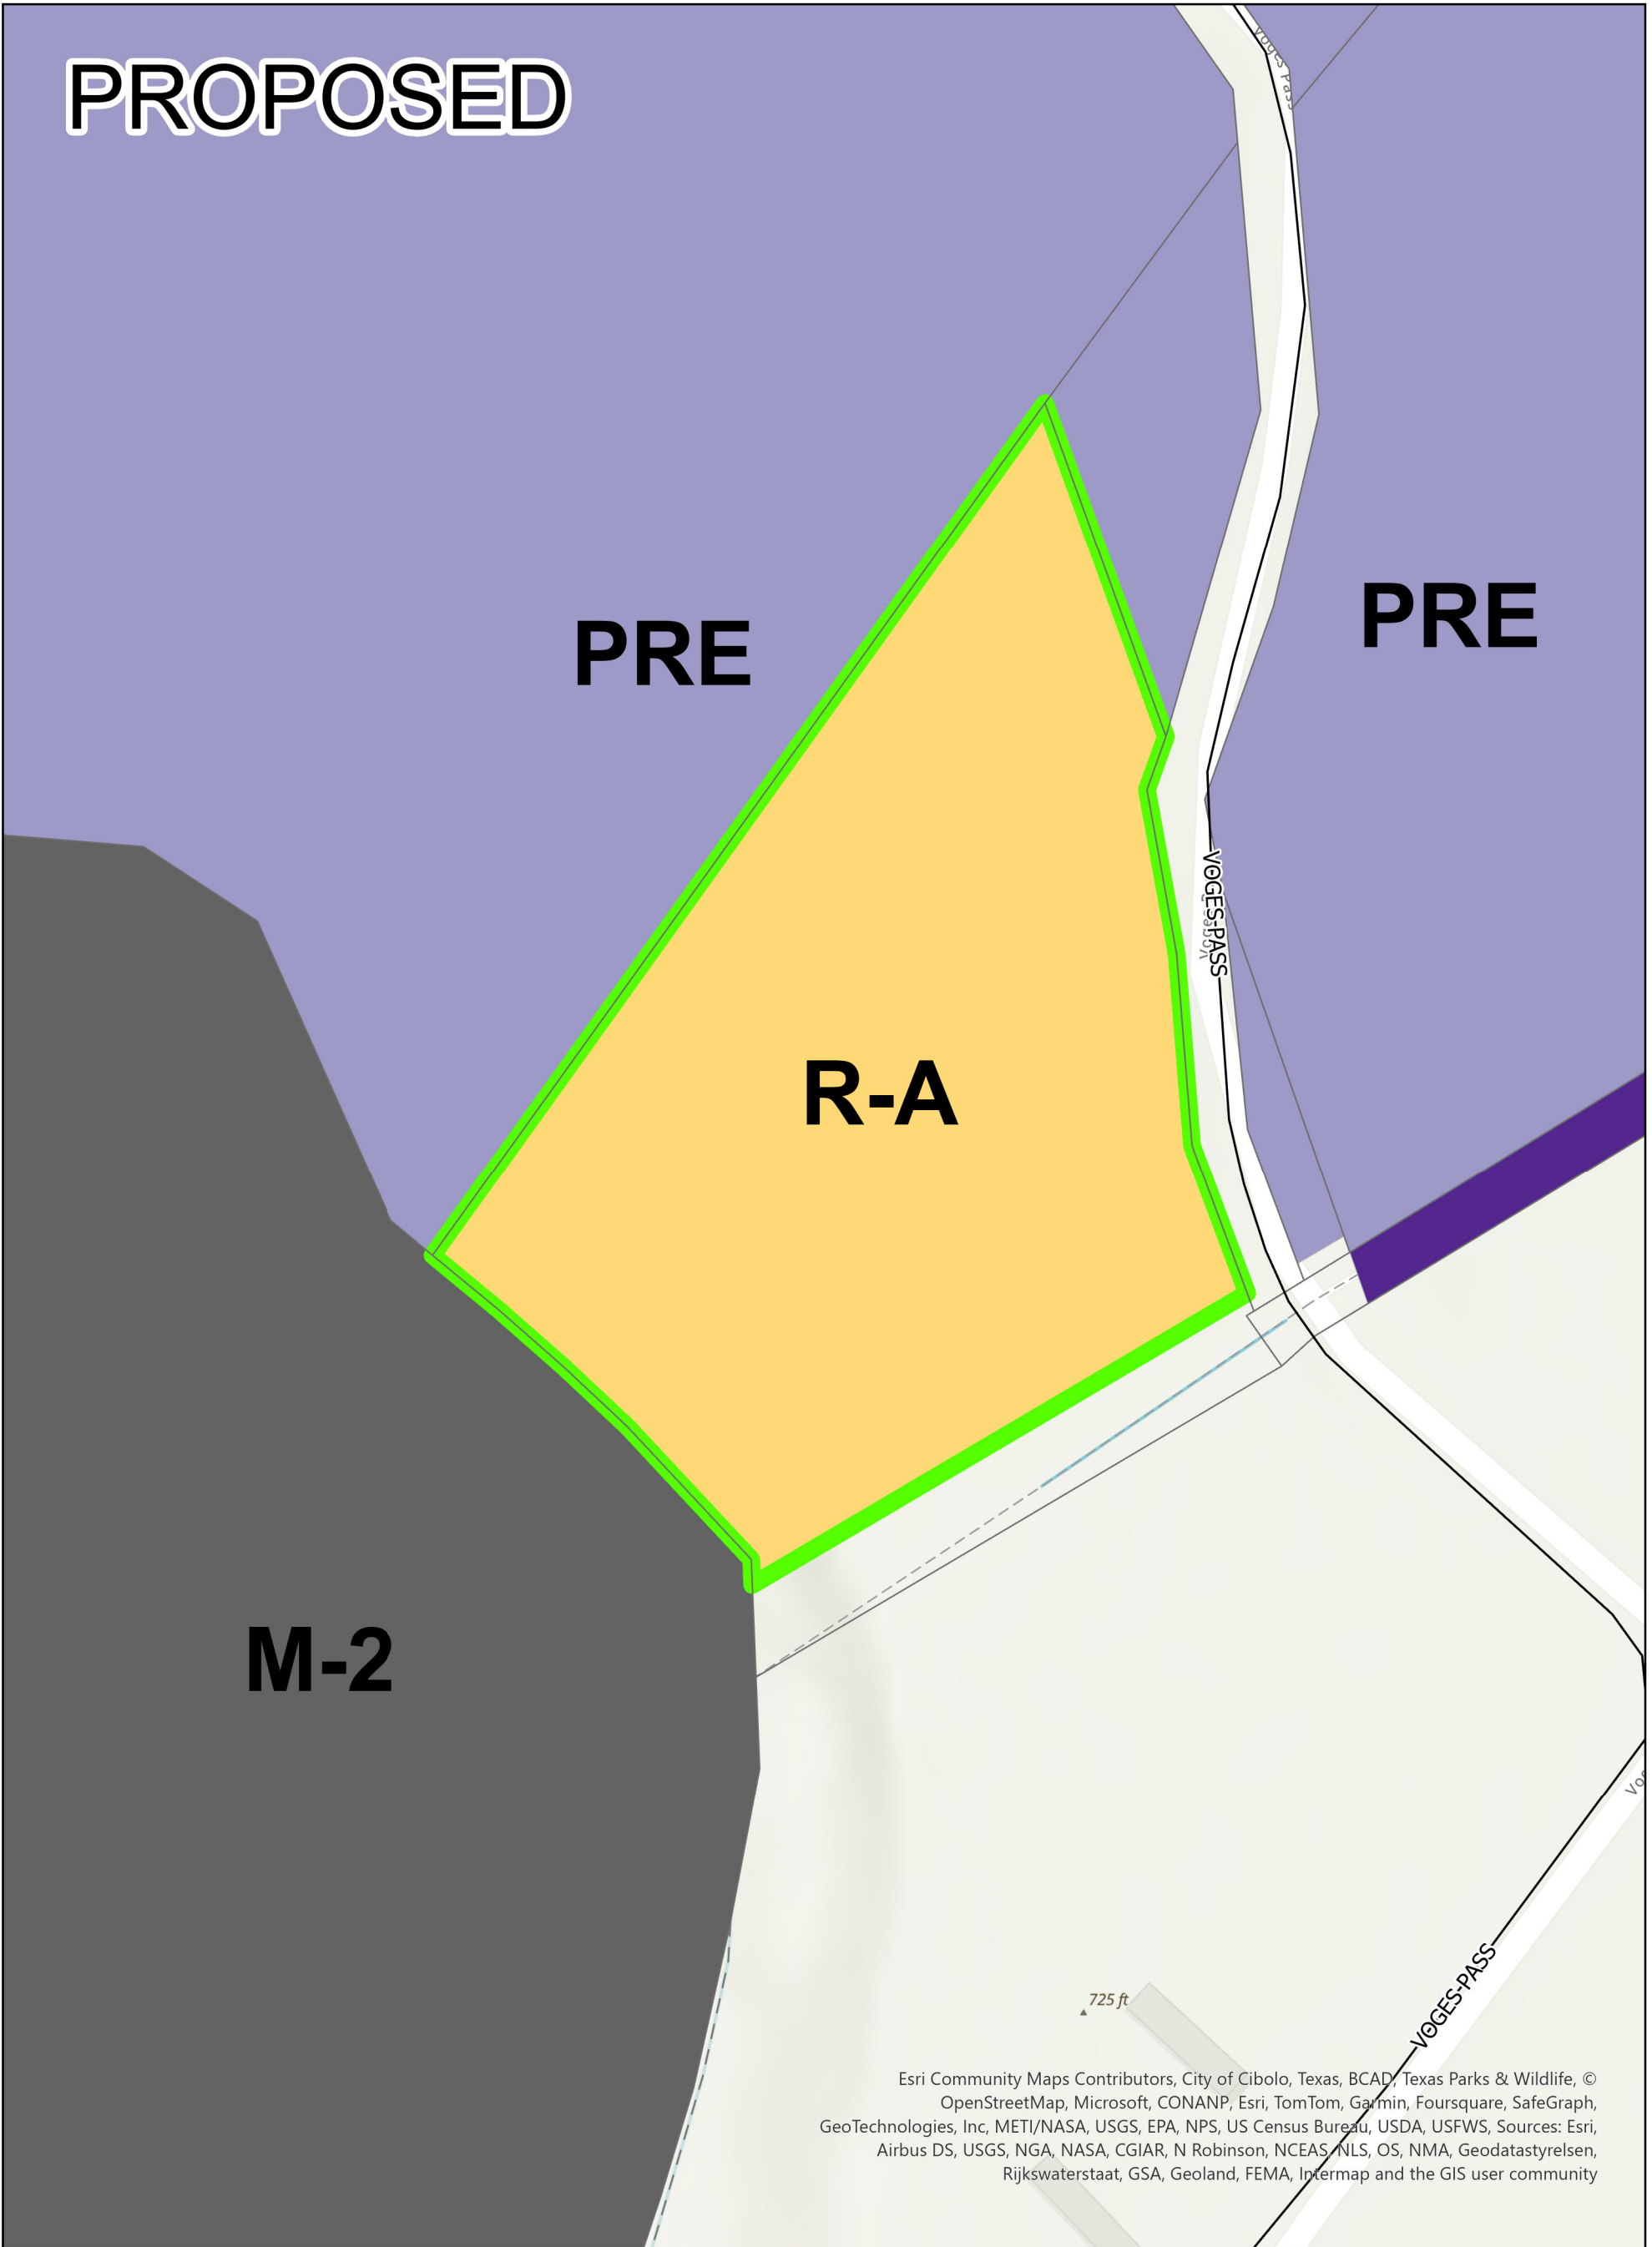 PROPOSED
Voges Pass
PRE
PRE
VOGES-PASS
R-A
M-2
725 ft
VOGES-PASS
Esri Community Maps Contributors, City of Cibolo, Texas, BCAD, Texas Parks & Wildlife, ©
OpenStreetMap, Microsoft, CONANP, Esri, TomTom, Garmin, Foursquare, SafeGraph,
GeoTechnologies, Inc, METI/NASA, USGS, EPA, NPS, US Census Bureau, USDA, USFWS, Sources: Esri,
Airbus DS, USGS, NGA, NASA, CGIAR, N Robinson, NCEAS, NLS, OS, NMA, Geodatastyrelsen,
Rijkswaterstaat, GSA, Geoland, FEMA, Intermap and the GIS user community